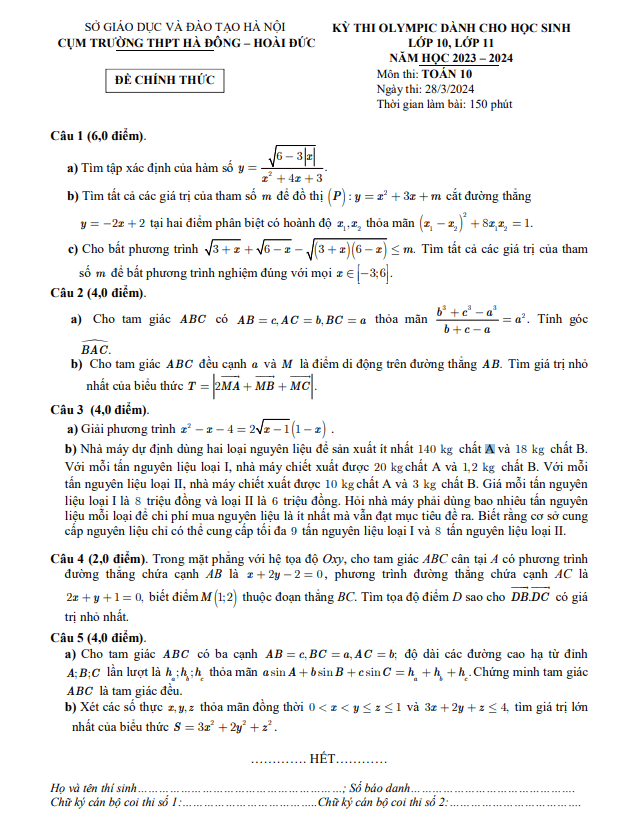 SỞ GIÁO DỤC VÀ ĐÀO TẠO HÀ NỘI
CỤM TRƯỜNG THPT HÀ ĐÔNG – HOÀI ĐỨC
ĐỀ CHÍNH THỨC
KỲ THI OLYMPIC DÀNH CHO HỌC SINH
LỚP 10, LỚP 11
NĂM HỌC 2023 – 2024
Môn thi: TOÁN 10
Ngày thi: 28/3/2024
Thời gian làm bài: 150 phút
Câu 1 (6,0 điểm).
a) Tìm tập xác định của hàm số $y = \frac{\sqrt{6-3|x|}}{x^2+4x+3}$.
b) Tìm tất cả các giá trị của tham số m để đồ thị $(P): y = x^2 + 3x + m$ cắt đường thẳng
$y = -2x + 2$ tại hai điểm phân biệt có hoành độ $x_1, x_2$ thỏa mãn $(x_1 - x_2)^2 + 8x_1x_2 = 1$.
c) Cho bất phương trình $\sqrt{3+x} + \sqrt{6-x} - \sqrt{(3+x)(6-x)} \leq m$. Tìm tất cả các giá trị của tham
số m để bất phương trình nghiệm đúng với mọi $x \in [-3;6]$.
Câu 2 (4,0 điểm).
a) Cho tam giác ABC có $AB = c, AC = b, BC = a$ thỏa mãn $\frac{b^3+c^3-a^3}{b+c-a} = a^2$. Tính góc
$\widehat{BAC}$.
b) Cho tam giác ABC đều cạnh a và M là điểm di động trên đường thẳng AB. Tìm giá trị nhỏ
nhất của biểu thức $T = |2\overrightarrow{MA} + \overrightarrow{MB} + \overrightarrow{MC}|$.
Câu 3 (4,0 điểm).
a) Giải phương trình $x^2 - x - 4 = 2\sqrt{x-1}(1-x)$ .
b) Nhà máy dự định dùng hai loại nguyên liệu để sản xuất ít nhất 140 kg chất A và 18 kg chất B.
Với mỗi tấn nguyên liệu loại I, nhà máy chiết xuất được 20 kg chất A và 1,2 kg chất B. Với mỗi
tấn nguyên liệu loại II, nhà máy chiết xuất được 10 kg chất A và 3 kg chất B. Giá mỗi tấn nguyên
liệu loại I là 8 triệu đồng và loại II là 6 triệu đồng. Hỏi nhà máy phải dùng bao nhiêu tấn nguyên
liệu mỗi loại để chi phí mua nguyên liệu là ít nhất mà vẫn đạt mục tiêu đề ra. Biết rằng cơ sở cung
cấp nguyên liệu chỉ có thể cung cấp tối đa 9 tấn nguyên liệu loại I và 8 tấn nguyên liệu loại II.
Câu 4 (2,0 điểm). Trong mặt phẳng với hệ tọa độ Oxy, cho tam giác ABC cân tại A có phương trình
đường thẳng chứa cạnh AB là $x + 2y - 2 = 0$, phương trình đường thẳng chứa cạnh AC là
$2x + y + 1 = 0$, biết điểm $M(1;2)$ thuộc đoạn thẳng BC. Tìm tọa độ điểm D sao cho $\overrightarrow{DB}.\overrightarrow{DC}$ có giá
trị nhỏ nhất.
Câu 5 (4,0 điểm).
a) Cho tam giác ABC có ba cạnh $AB = c, BC = a, AC = b$; độ dài các đường cao hạ từ đỉnh
A;B;C lần lượt là $h_a; h_b; h_c$ thỏa mãn $a\sin A + b\sin B + c\sin C = h_a + h_b + h_c$. Chứng minh tam giác
ABC là tam giác đều.
b) Xét các số thực x, y, z thỏa mãn đồng thời $0 < x < y \leq z \leq 1$ và $3x + 2y + z \leq 4$, tìm giá trị lớn
nhất của biểu thức $S = 3x^2 + 2y^2 + z^2$ .
…………. HẾT…………
Họ và tên thí sinh……………………………………; Số báo danh……………………………
Chữ ký cán bộ coi thi số 1:………………………Chữ ký cán bộ coi thi số 2:……………………